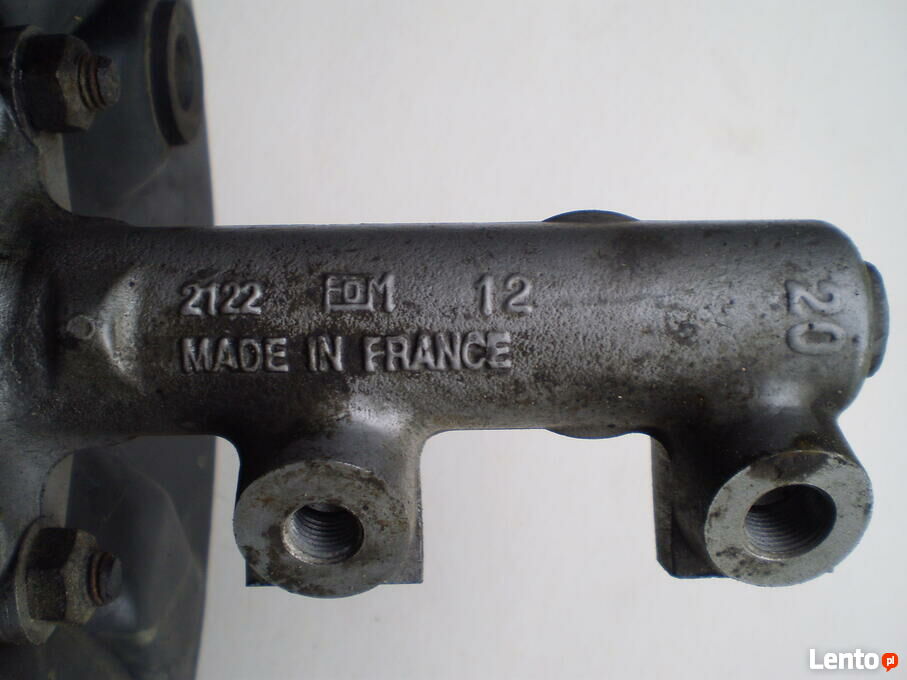 2122 FOM 12
MADE IN FRANCE
20
Lento pl